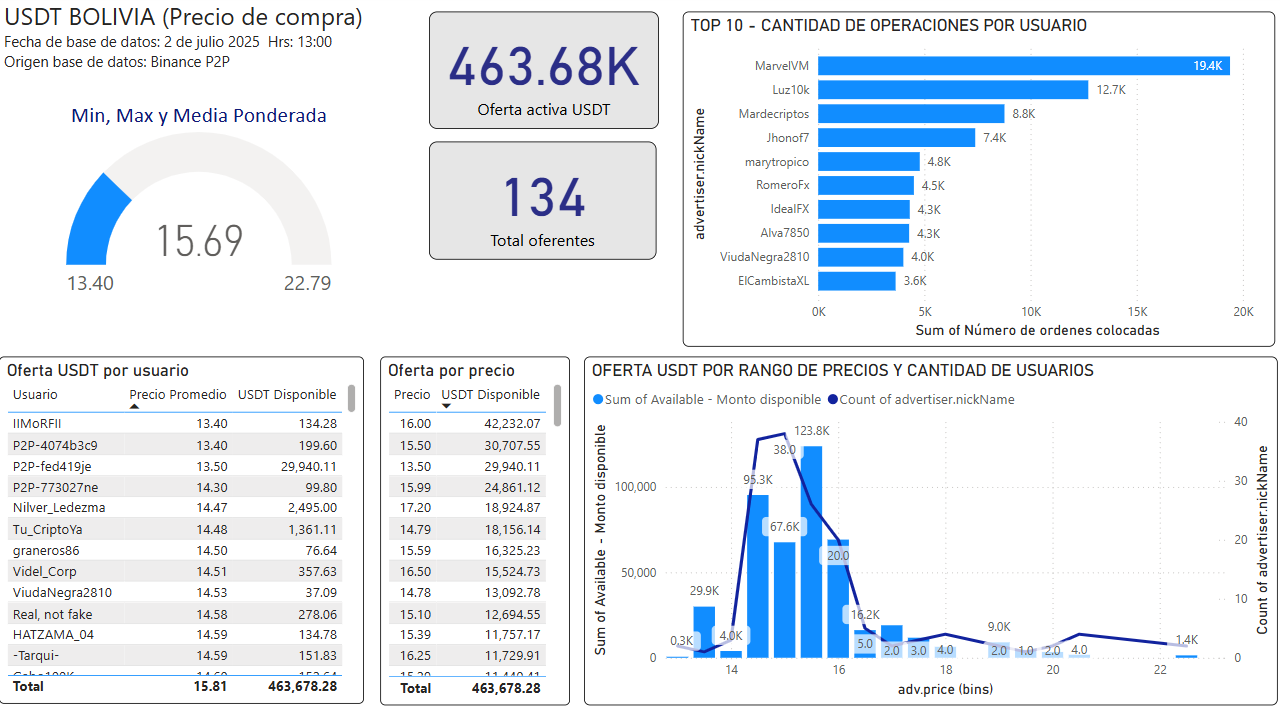 USDT BOLIVIA (Precio de compra)
Fecha de base de datos: 2 de julio 2025 Hrs: 13:00
Origen base de datos: Binance P2P
Min, Max y Media Ponderada
15.69
13.40 22.79
463.68K
Oferta activa USDT
134
Total oferentes
TOP 10 - CANTIDAD DE OPERACIONES POR USUARIO
advertiser.nickName
MarvelVM 19.4K
Luz10k 12.7K
Mardecriptos 8.8K
Jhonof7 7.4K
marytropico 4.8K
RomeroFx 4.5K
IdealFX 4.3K
Alva7850 4.3K
ViudaNegra2810 4.0K
ElCambistaXL 3.6K
0K 5K 10K 15K 20K
Sum of Número de ordenes colocadas
Oferta USDT por usuario
Usuario Precio Promedio USDT Disponible
IIMoRFII 13.40 134.28
P2P-4074b3c9 13.40 199.60
P2P-fed419je 13.50 29,940.11
P2P-773027ne 14.30 99.80
Nilver_Ledezma 14.47 2,495.00
Tu_CriptoYa 14.48 1,361.11
graneros86 14.50 76.64
Videl_Corp 14.51 357.63
ViudaNegra2810 14.53 37.09
Real, not fake 14.58 278.06
HATZAMA_04 14.59 134.78
-Tarqui- 14.59 151.83
Total 15.81 463,678.28
Oferta por precio
Precio USDT Disponible
16.00 42,232.07
15.50 30,707.55
13.50 29,940.11
15.99 24,861.12
17.20 18,924.87
14.79 18,156.14
15.59 16,325.23
16.50 15,524.73
14.78 13,092.78
15.10 12,694.55
15.39 11,757.17
16.25 11,729.91
Total 463,678.28
OFERTA USDT POR RANGO DE PRECIOS Y CANTIDAD DE USUARIOS
Sum of Available - Monto disponible Count of advertiser.nickName
Sum of Available - Monto disponible
100,000
50,000
0
0.3K 29.9K 4.0K 95.3K 67.6K 38.0 123.8K 20.0 16.2K 5.0 2.0 3.0 4.0 9.0K 2.0 1.0 2.0 4.0 1.4K
40
30
20
10
0
Count of advertiser.nickName
14 16 18 20 22
adv.price (bins)